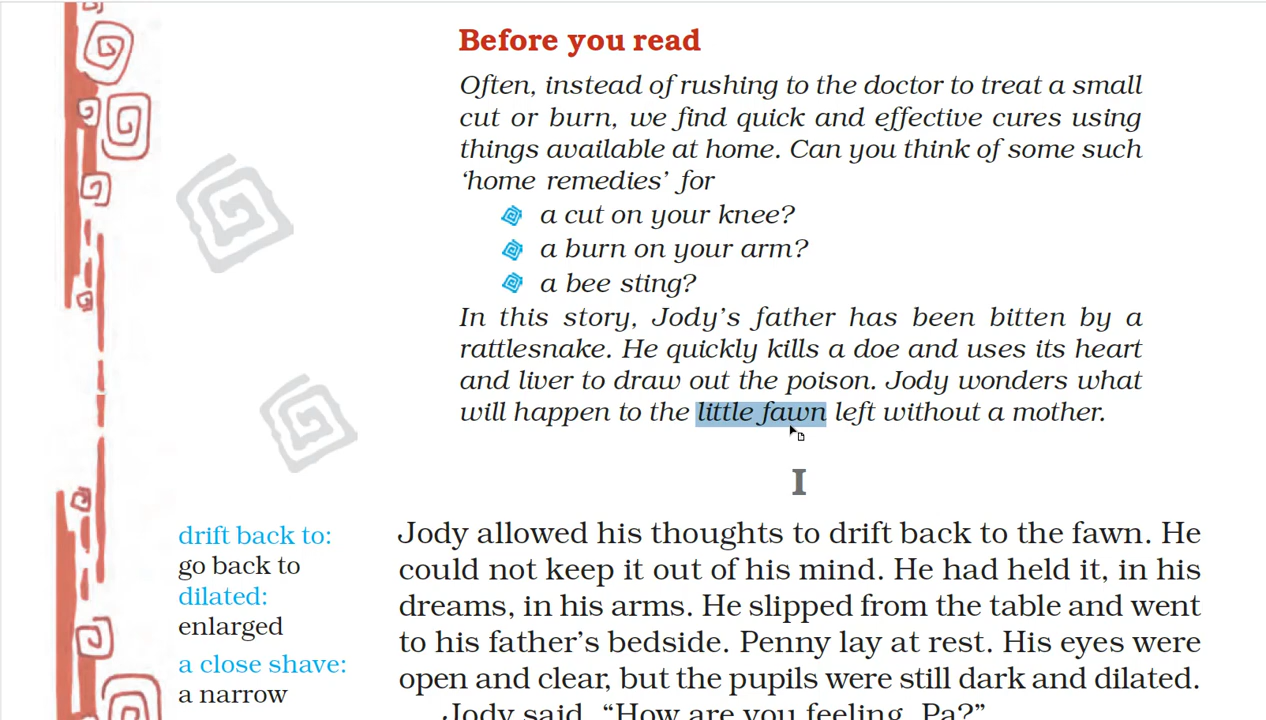 Before you read
Often, instead of rushing to the doctor to treat a small
cut or burn, we find quick and effective cures using
things available at home. Can you think of some such
‘home remedies’ for
a cut on your knee?
a burn on your arm?
a bee sting?
In this story, Jody’s father has been bitten by a
rattlesnake. He quickly kills a doe and uses its heart
and liver to draw out the poison. Jody wonders what
will happen to the little fawn left without a mother.
I
drift back to:
go back to
dilated:
enlarged
a close shave:
a narrow
Jody allowed his thoughts to drift back to the fawn. He
could not keep it out of his mind. He had held it, in his
dreams, in his arms. He slipped from the table and went
to his father’s bedside. Penny lay at rest. His eyes were
open and clear, but the pupils were still dark and dilated.
Jody said, “How are you feeling, Pa?”